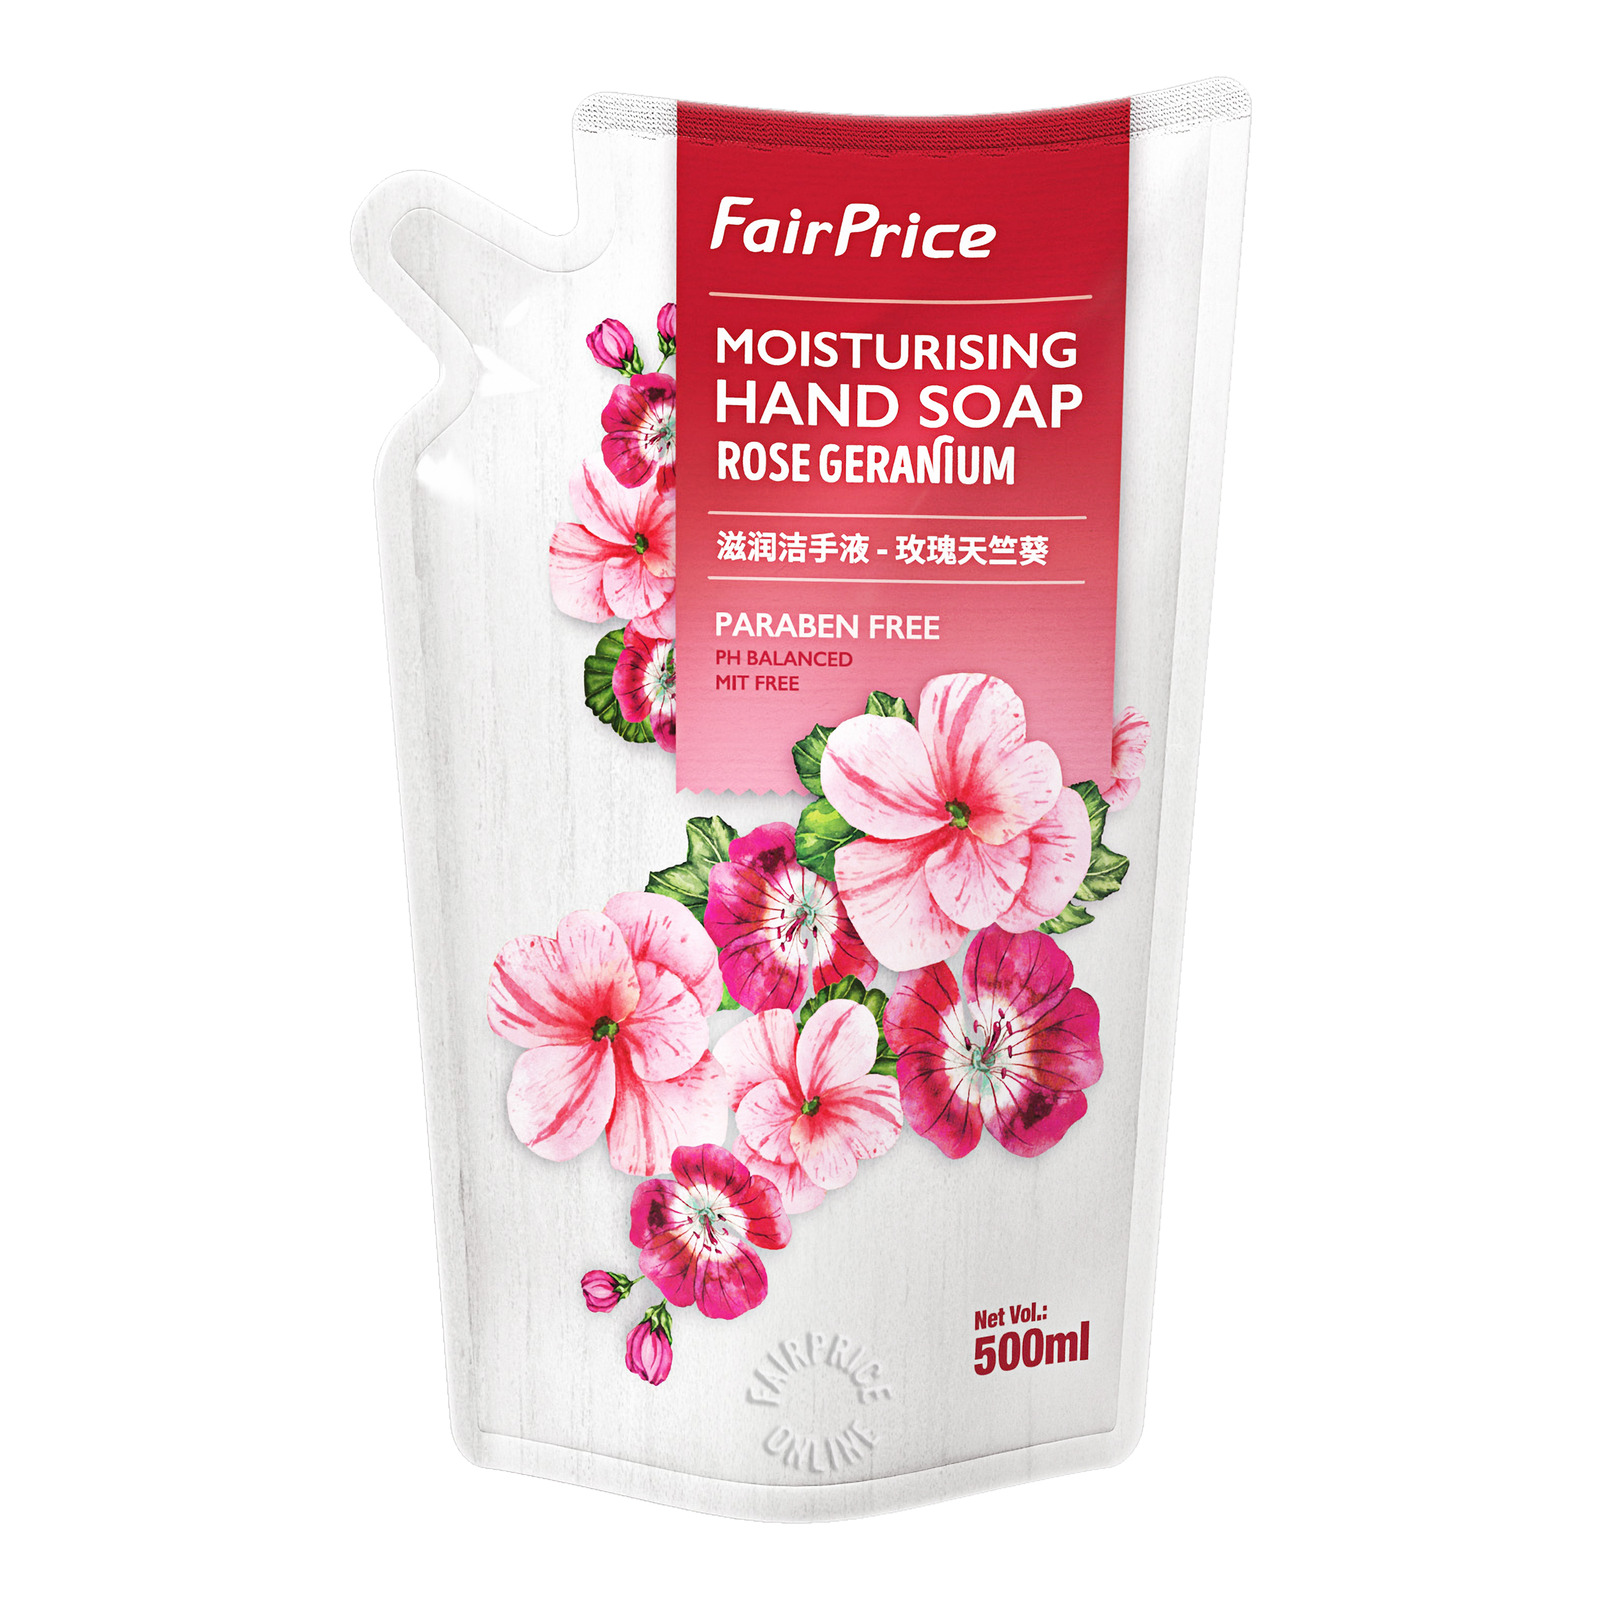 FairPrice
MOISTURISING
HAND SOAP
ROSE GERANIUM
滋润洁手液 - 玫瑰天竺葵
PARABEN FREE
PH BALANCED
MIT FREE
Net Vol.:
500ml
FAIRPRICE
ONLINE